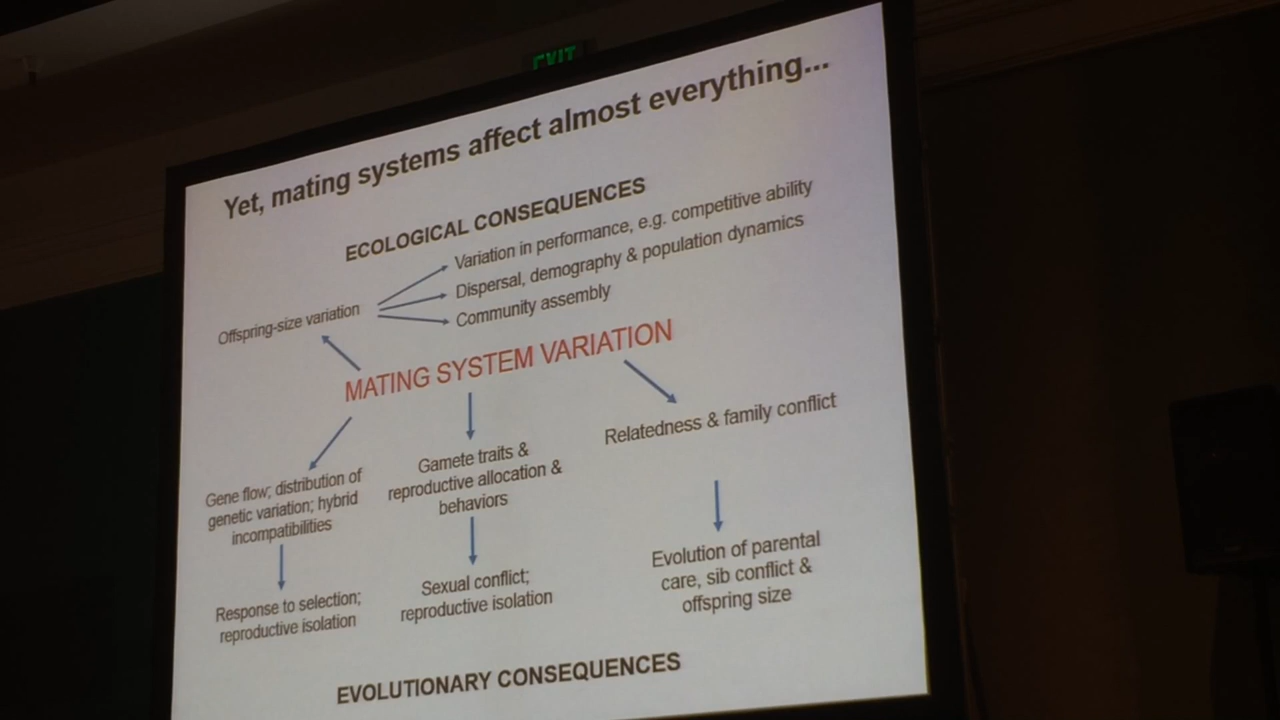 EXIT
Yet, mating systems affect almost everything...
ECOLOGICAL CONSEQUENCES
Variation in performance, e.g. competitive ability
Dispersal, demography & population dynamics
Community assembly
Offspring-size variation
MATING SYSTEM VARIATION
Relatedness & family conflict
Gene flow; distribution of
genetic variation; hybrid
incompatibilities
Gamete traits &
reproductive allocation &
behaviors
Evolution of parental
care, sib conflict &
offspring size
Response to selection;
reproductive isolation
Sexual conflict;
reproductive isolation
EVOLUTIONARY CONSEQUENCES